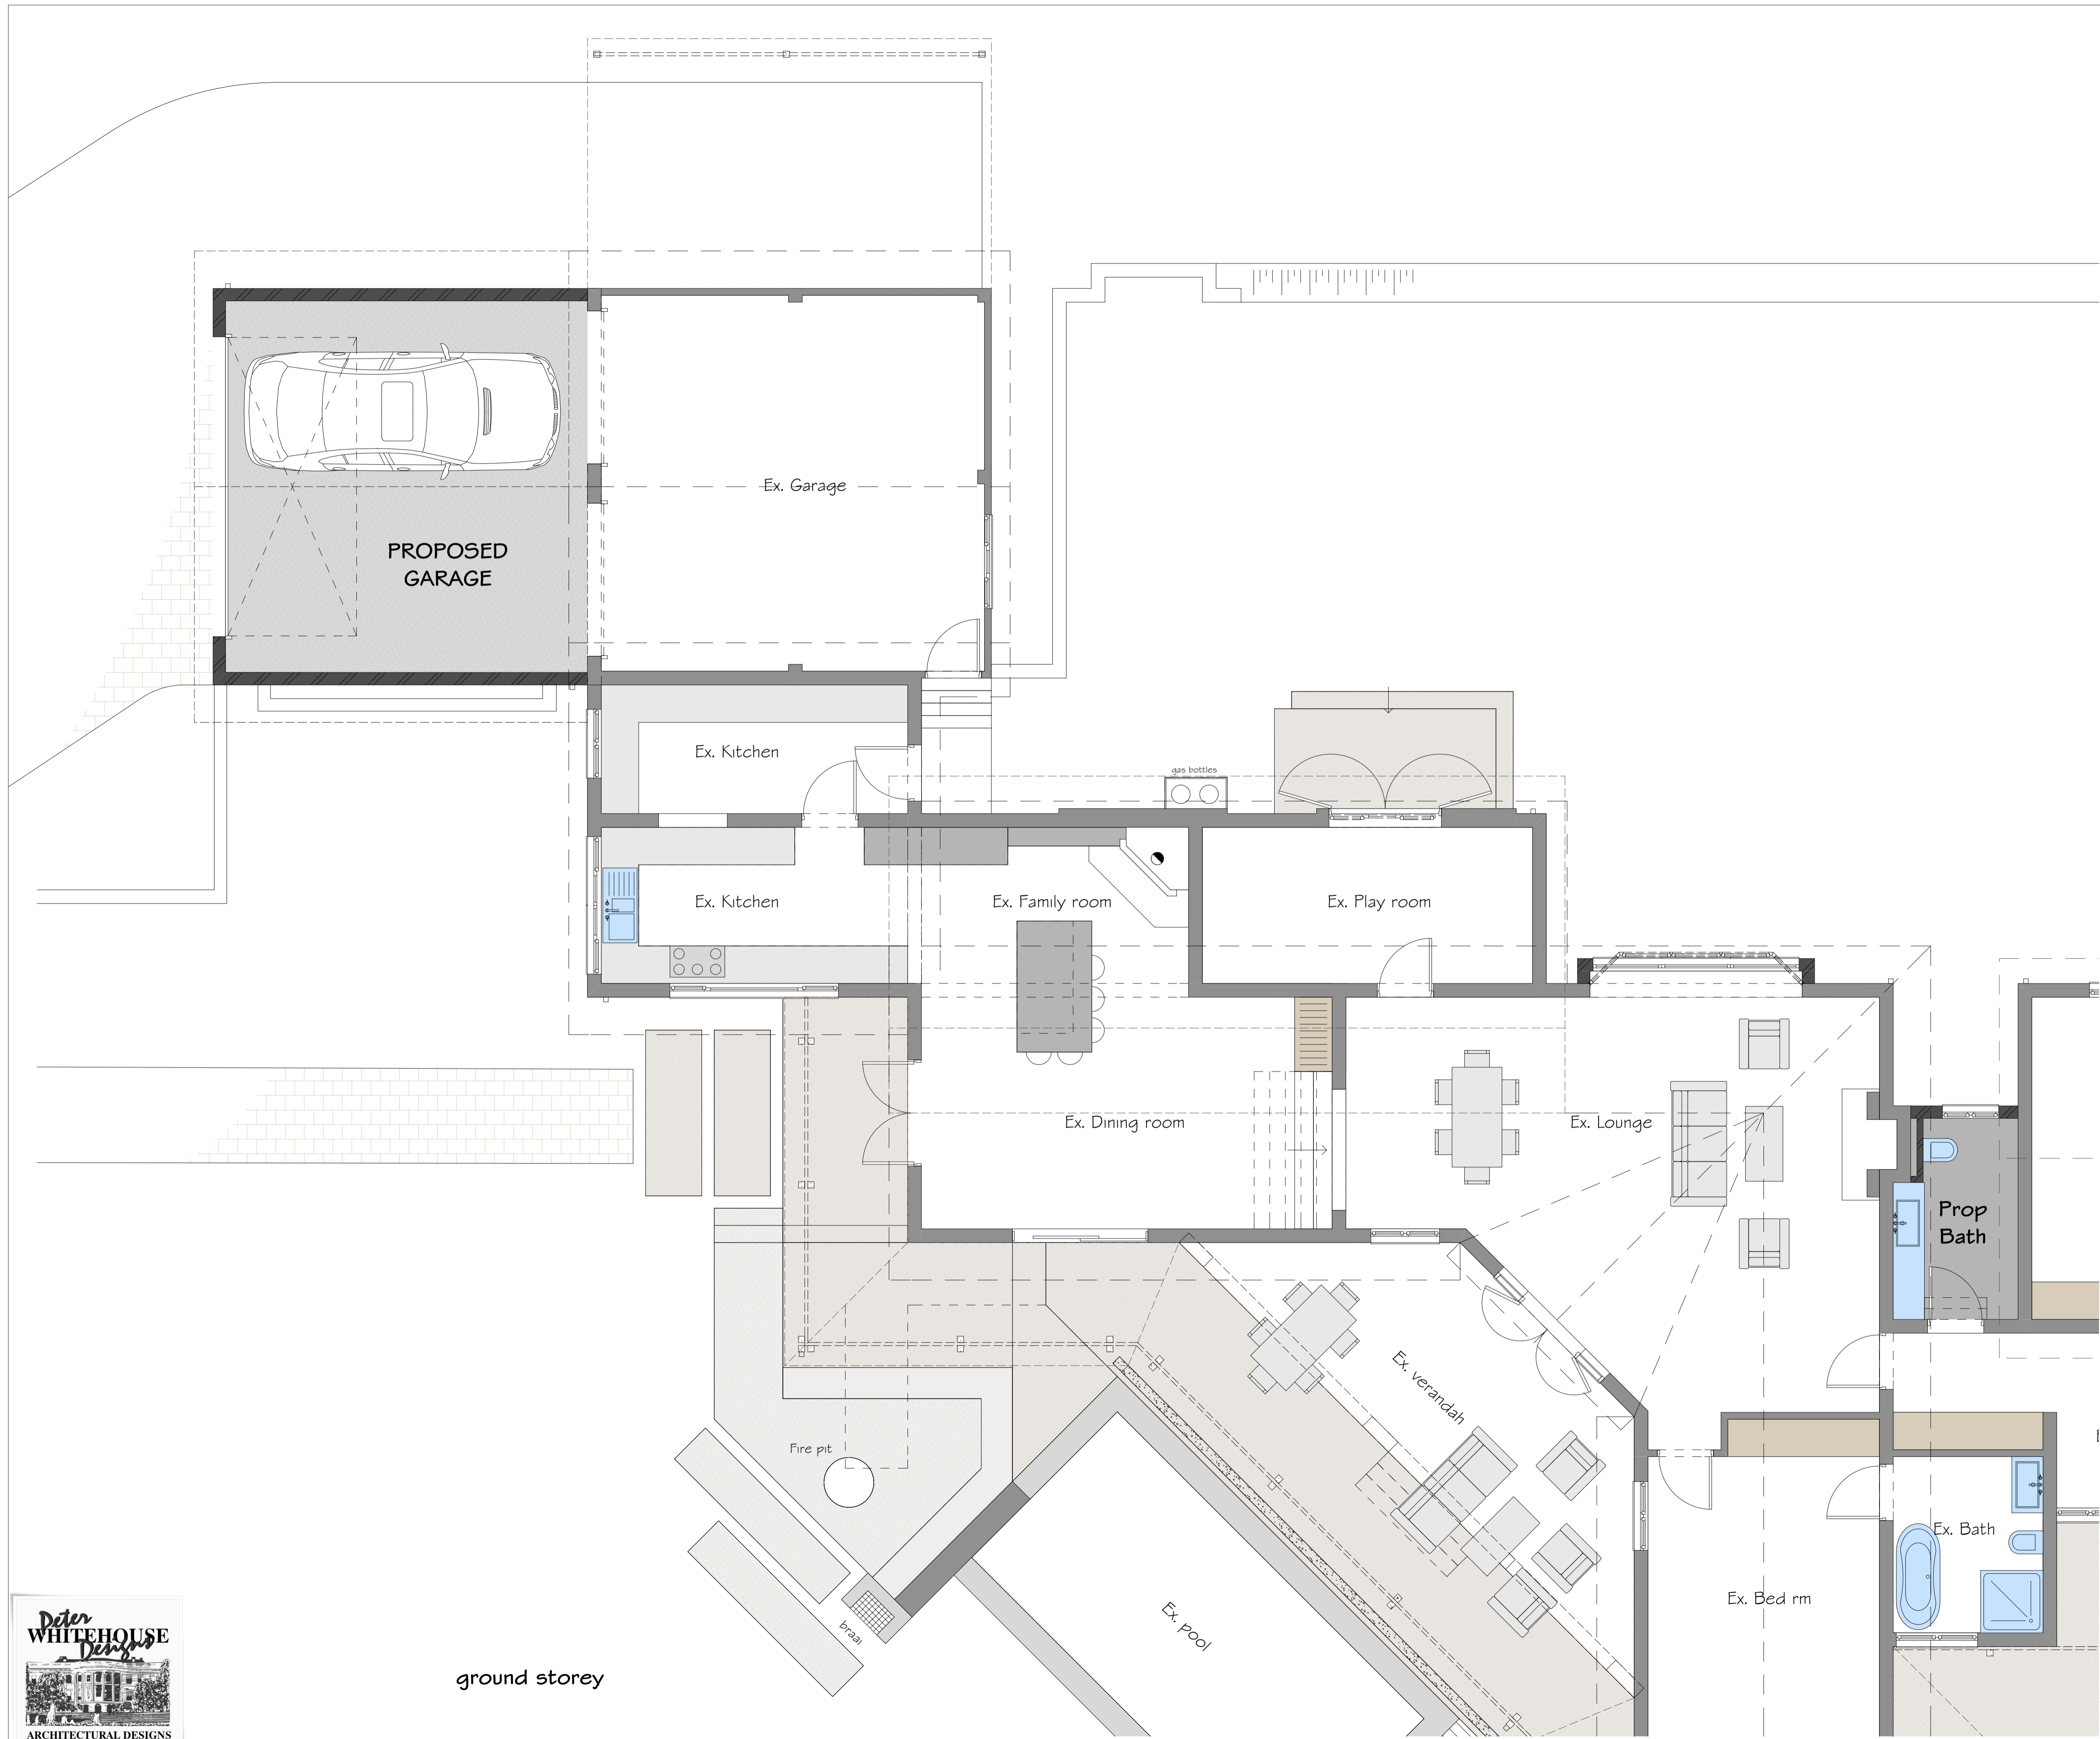 Ex. Garage
PROPOSED
GARAGE
Ex. Kitchen
gas bottles
Ex. Kitchen
Ex. Family room
Ex. Play room
Ex. Dining room
Ex. Lounge
Prop
Bath
Ex. verandah
Fire pit
Ex. Bath
Ex. Bed rm
Ex. pool
braai
ground storey
Peter
WHITEHOUSE
Designs
ARCHITECTURAL DESIGNS